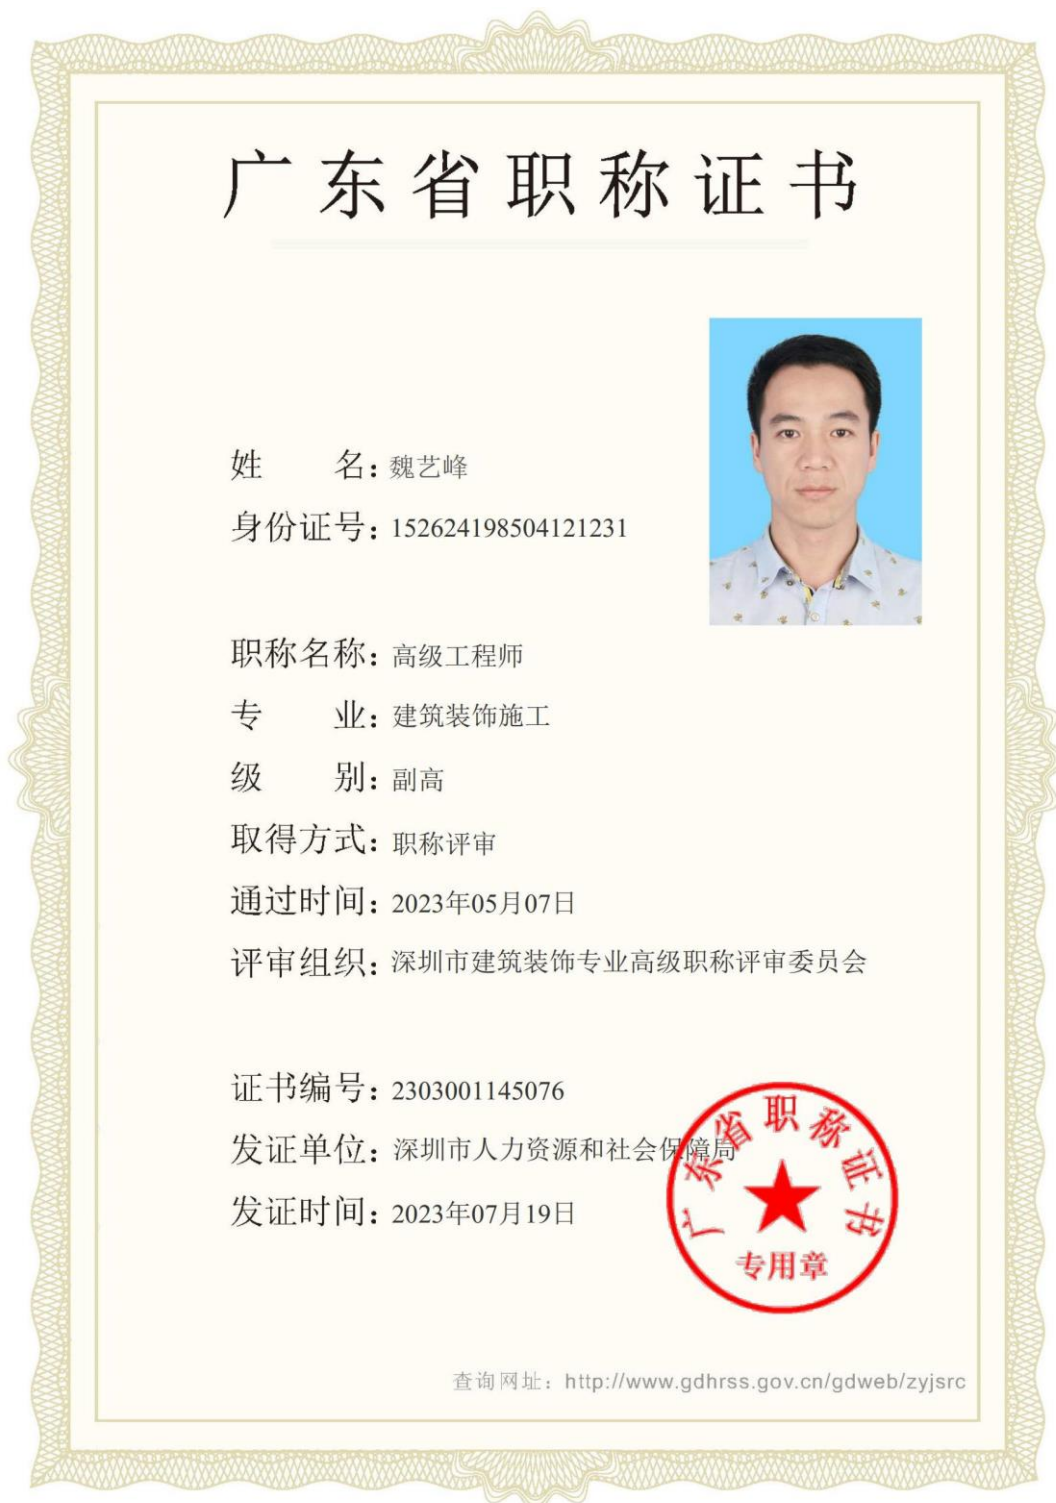 广东省职称证书
姓 名：魏艺峰
身份证号：152624198504121231
职称名称：高级工程师
专 业：建筑装饰施工
级 别：副高
取得方式：职称评审
通过时间：2023年05月07日
评审组织：深圳市建筑装饰专业高级职称评审委员会
证书编号：2303001145076
发证单位：深圳市人力资源和社会保障局
发证时间：2023年07月19日
广东省职称证书
专用章
查询网址：http://www.gdhrss.gov.cn/gdweb/zyjsrc